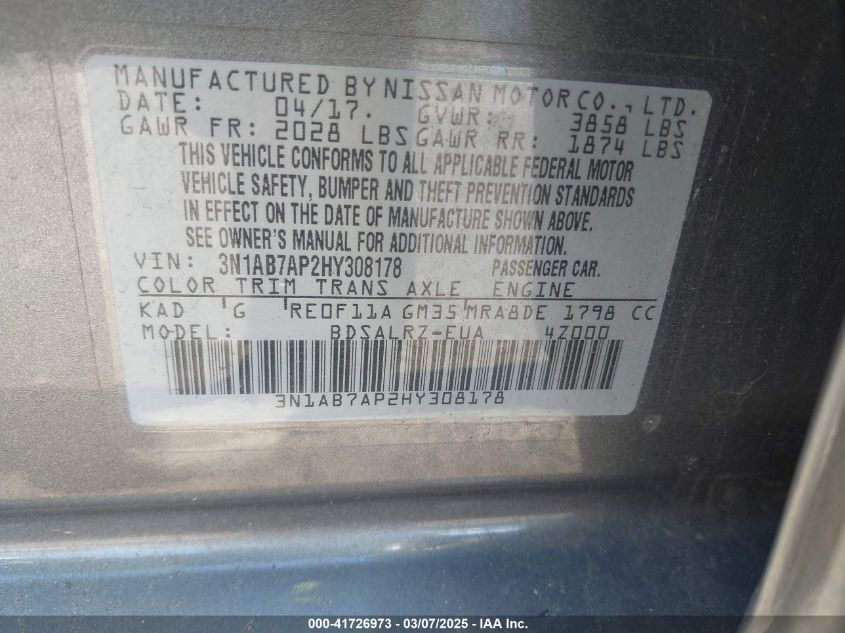 MANUFACTURED BY NISSAN MOTOR CO., LTD.
DATE: 04/17. GVWR: 3858 LBS
GAWR FR: 2028 LBS GAWR RR: 1874 LBS
THIS VEHICLE CONFORMS TO ALL APPLICABLE FEDERAL MOTOR
VEHICLE SAFETY, BUMPER AND THEFT PREVENTION STANDARDS
IN EFFECT ON THE DATE OF MANUFACTURE SHOWN ABOVE.
SEE OWNER'S MANUAL FOR ADDITIONAL INFORMATION.
VIN: 3N1AB7AP2HY308178 PASSENGER CAR.
COLOR TRIM TRANS AXLE ENGINE
KAD G RE0F11A GM35 MRA8DE 1798 CC
MODEL: BDSALRZ-EUA 4Z000
3N1AB7AP2HY308178
000-41726973 - 03/07/2025 - IAA Inc.